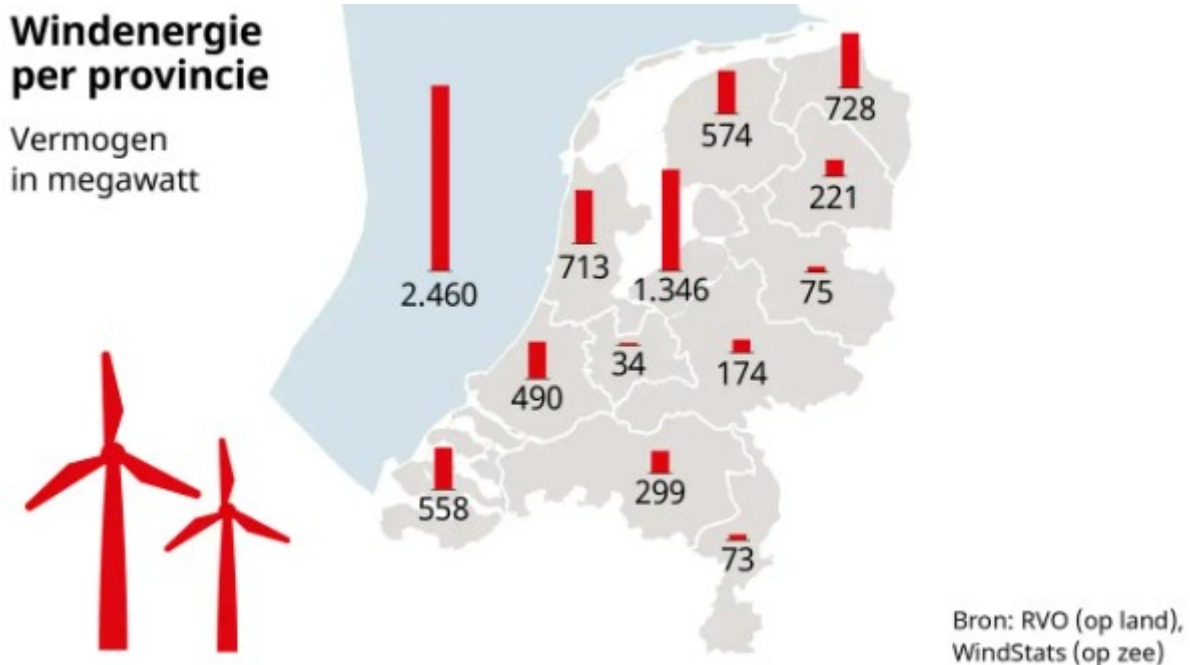 Windenergie
per provincie
Vermogen
in megawatt
728
574
221
713
1.346
2.460
75
34
174
490
299
558
73
Bron: RVO (op land),
WindStats (op zee)